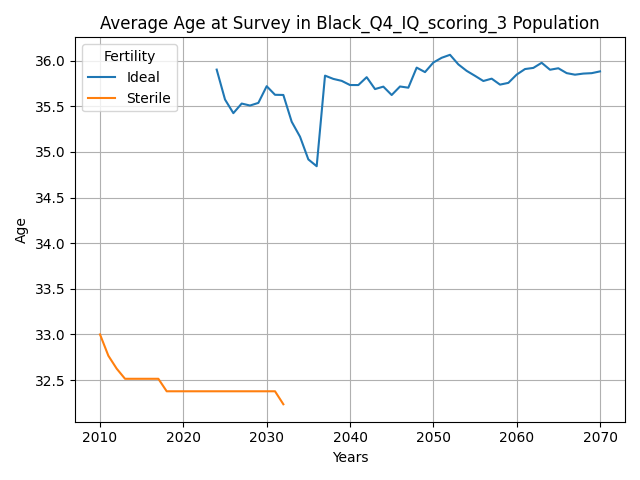 Average Age at Survey in Black_Q4_IQ_scoring_3 Population
Fertility
Ideal
Sterile
36.0
35.5
35.0
34.5
34.0
33.5
33.0
32.5
Age
2010 2020 2030 2040 2050 2060 2070
Years